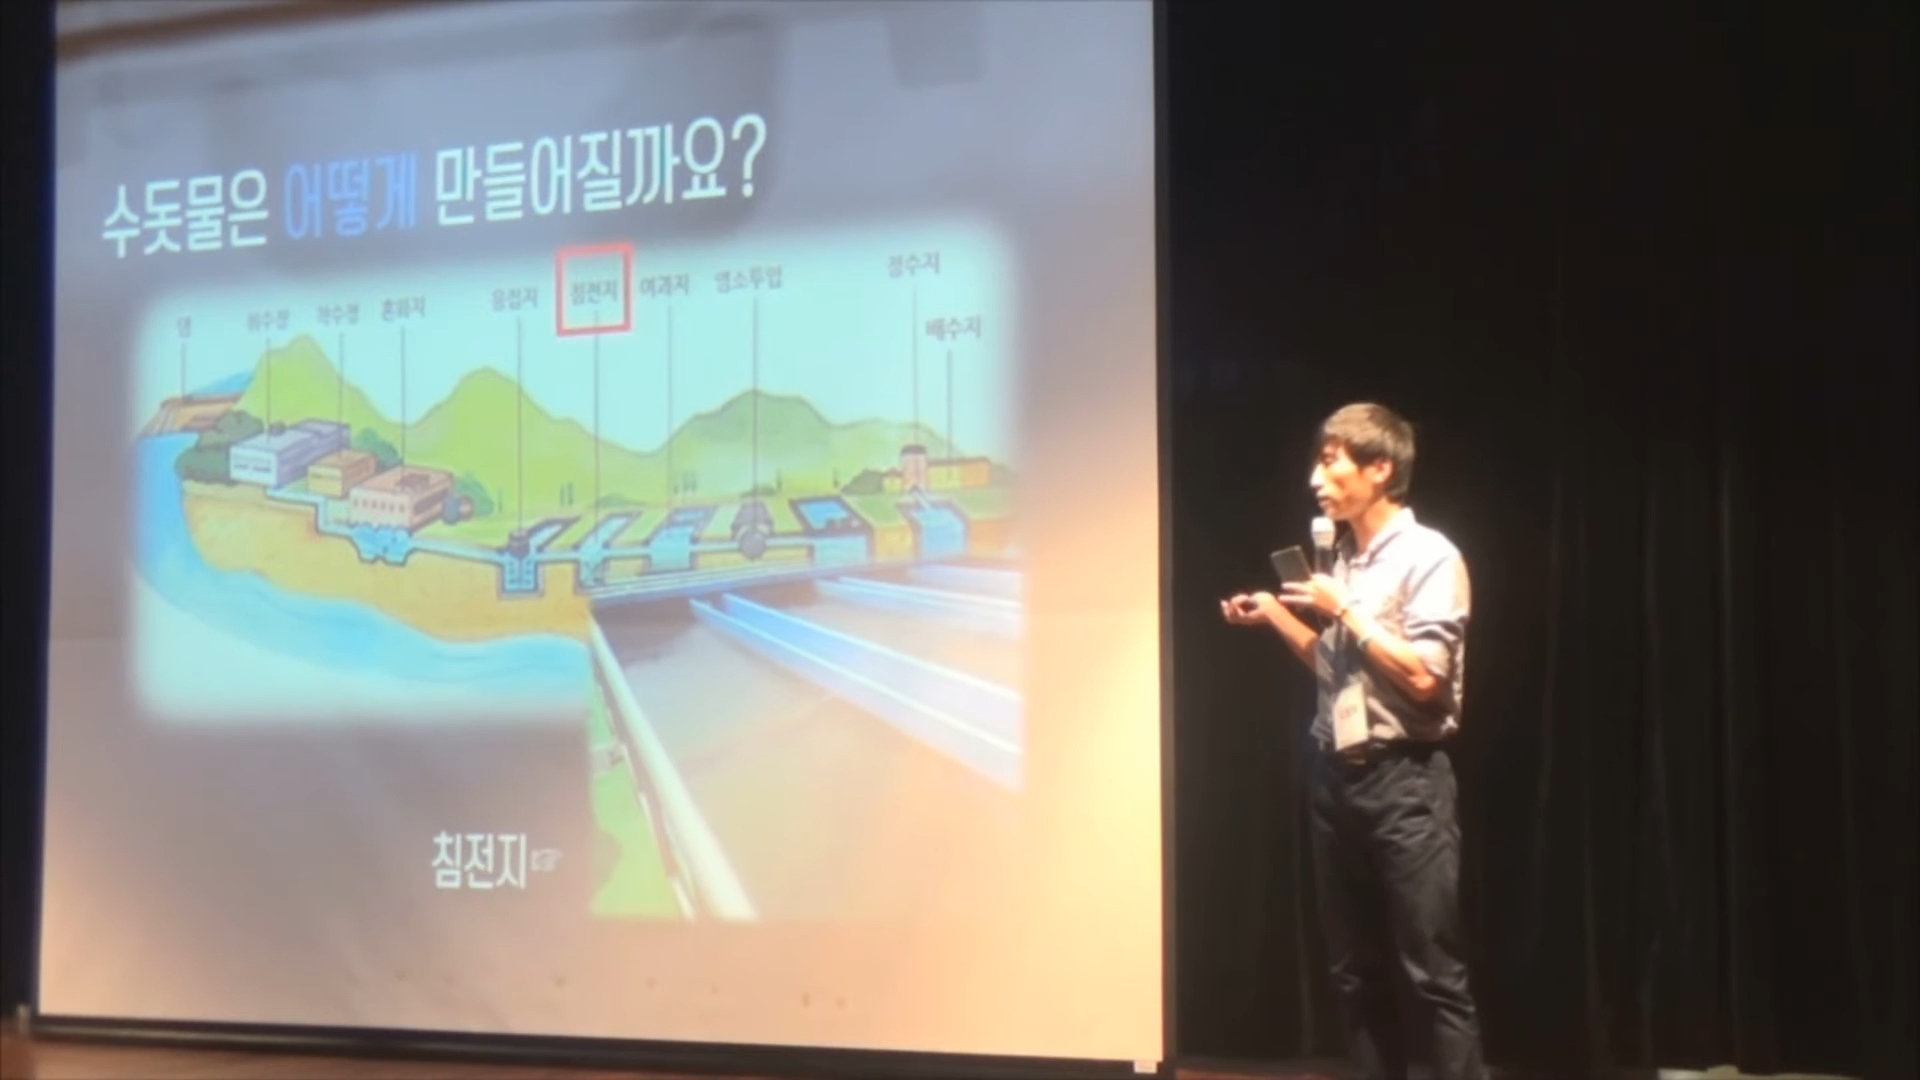 수돗물은 어떻게 만들어질까요?
댐 취수장 착수정 혼화지 응집지 침전지 여과지 염소투입 정수지
배수지
침전지☞